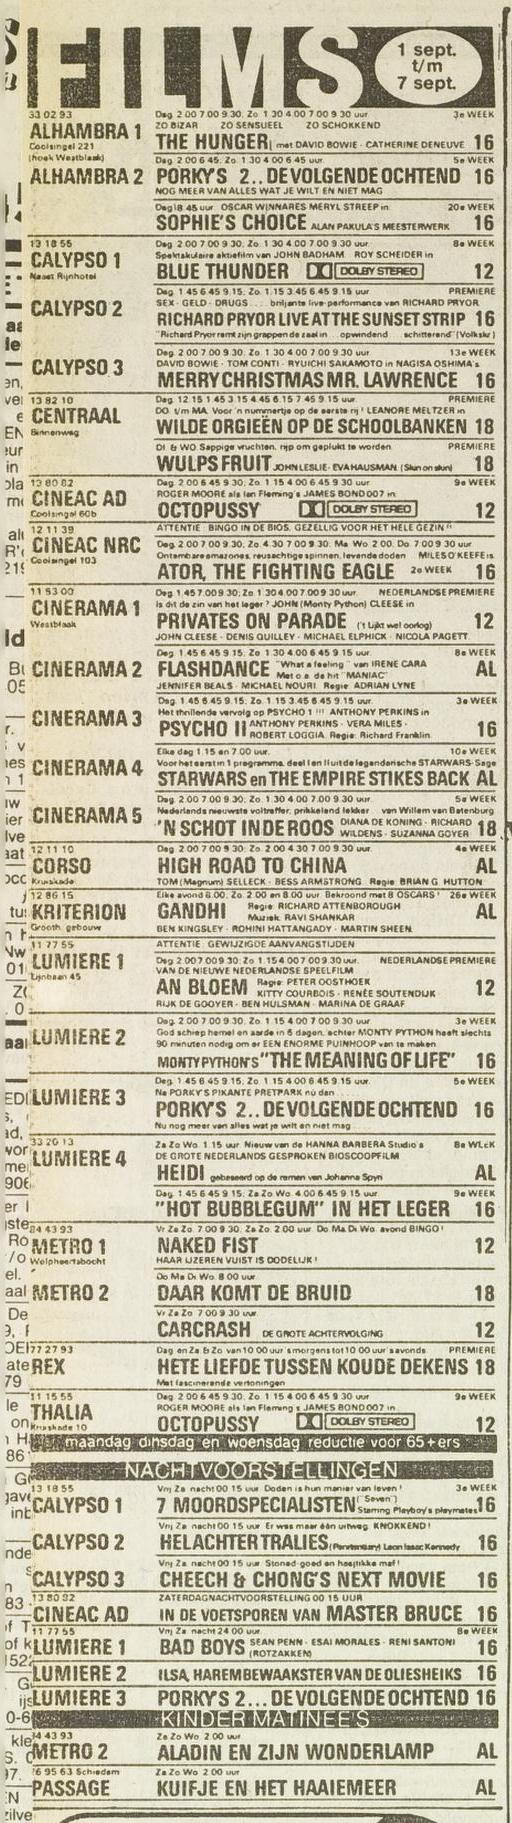 FILMS
1 sept.
t/m
7 sept.
33 02 93
ALHAMBRA 1
Coolsingel 221
(hoek Westblaak)
Dag. 2 00 7 00 9 30; Zo. 1 30 4 00 7 00 9 30 uur 3e WEEK
ZO BIZAR ZO SENSUEEL ZO SCHOKKEND
THE HUNGER met DAVID BOWIE - CATHERINE DENEUVE 16
ALHAMBRA 2
Dag. 2 00 6 45; Zo. 1 30 4 00 6 45 uur 5e WEEK
PORKY'S 2.. DE VOLGENDE OCHTEND 16
NOG MEER VAN ALLES WAT JE WILT EN NIET MAG
Dag 18 45 uur. OSCAR WINNARES MERYL STREEP in: 20e WEEK
SOPHIE'S CHOICE ALAN PAKULA'S MEESTERWERK 16
13 18 55
CALYPSO 1
Naast Rijnhotel
Dag. 2 00 7 00 9 30; Zo. 1 30 4 00 7 00 9 30 uur 8e WEEK
Spektakulaire aktiefilm van JOHN BADHAM ROY SCHEIDER in
BLUE THUNDER DOLBY STEREO 12
CALYPSO 2
Dag. 1 45 6 45 9 15; Zo. 1 15 3 45 6 45 9 15 uur PREMIERE
SEX - GELD - DRUGS .... briljante live-performance van RICHARD PRYOR
RICHARD PRYOR LIVE AT THE SUNSET STRIP 16
"Richard Pryor ramt zijn grappen de zaal in opwindend schitterend" (Volkskr.)
CALYPSO 3
Dag. 2 00 7 00 9 30; Zo. 1 30 4 00 7 00 9 30 uur 13e WEEK
DAVID BOWIE - TOM CONTI - RYUICHI SAKAMOTO in NAGISA OSHIMA's
MERRY CHRISTMAS MR. LAWRENCE 16
13 82 10
CENTRAAL
Binnenweg
Dag. 12 15 1 45 3 15 4 45 6 15 7 45 9 15 uur PREMIERE
DO. t/m MA. Voor 'n nummertje op de eerste rij! LEANORE MELTZER in
WILDE ORGIEËN OP DE SCHOOLBANKEN 18
DI. & WO. Sappige vruchten, rijp om geplukt te worden. PREMIERE
WULPS FRUIT JOHN LESLIE - EVA HAUSMAN. (Skin on skin) 18
13 80 82
CINEAC AD
Coolsingel 60b
Dag. 2 00 6 45 9 15; Zo. 1 15 4 00 6 45 9 15 uur 9e WEEK
ROGER MOORE als Ian Fleming's JAMES BOND 007 in:
OCTOPUSSY DOLBY STEREO 12
12 11 39
CINEAC NRC
Coolsingel 103
ATTENTIE: BINGO IN DE BIOS. GEZELLIG VOOR HET HELE GEZIN!!
Dag. 2 00 7 00 9 30; Zo. 4 30 7 00 9 30; Ma. Wo. 2 00. Do. 7 00 9 30 uur
Ontembare amazones, reusachtige spinnen, levende doden MILES O'KEEFE is
ATOR, THE FIGHTING EAGLE 2e WEEK 16
11 53 00
CINERAMA 1
Westblaak
Dag. 1 45 7 00 9 30; Zo. 1 30 4 00 7 00 9 30 uur NEDERLANDSE PREMIERE
Is dit de zin van het leger? JOHN (Monty Python) CLEESE in
PRIVATES ON PARADE ('t Lijkt wel oorlog) 12
JOHN CLEESE - DENIS QUILLEY - MICHAEL ELPHICK - NICOLA PAGETT
CINERAMA 2
Dag. 1 45 6 45 9 15; Zo. 1 30 4 00 6 45 9 15 uur 8e WEEK
FLASHDANCE "What a feeling" van IRENE CARA
Met o.a. de hit "MANIAC" AL
JENNIFER BEALS - MICHAEL NOURI. Regie: ADRIAN LYNE
CINERAMA 3
Dag. 1 45 6 45 9 15; Zo. 1 15 3 45 6 45 9 15 uur 3e WEEK
Het thrillende vervolg op PSYCHO 1 !!! ANTHONY PERKINS in
PSYCHO II ANTHONY PERKINS - VERA MILES -
ROBERT LOGGIA. Regie: Richard Franklin. 16
CINERAMA 4
Elke dag 1.15 en 7.00 uur. 10e WEEK
Voor het eerst in 1 programma, deel I en II uit de legendarische STARWARS-Sage
STARWARS en THE EMPIRE STIKES BACK AL
CINERAMA 5
Dag. 2 00 7 00 9 30; Zo. 1 30 4 00 7 00 9 30 uur 5e WEEK
Nederlands nieuwste voltreffer, prikkelend lekker van Willem van Batenburg
'N SCHOT IN DE ROOS DIANA DE KONING - RICHARD
WILDENS - SUZANNA GOYER 18
12 11 10
CORSO
Kruiskade
Dag. 2 00 7 00 9 30; Zo. 2 00 4 30 7 00 9 30 uur 4e WEEK
HIGH ROAD TO CHINA AL
TOM (Magnum) SELLECK - BESS ARMSTRONG. Regie: BRIAN G. HUTTON
12 86 15
KRITERION
Grooth. gebouw
Elke avond 8.00; Zo. 2.00 en 8.00 uur. Bekroond met 8 OSCARS! 26e WEEK
GANDHI Regie: RICHARD ATTENBOROUGH
Muziek: RAVI SHANKAR AL
BEN KINGSLEY - ROHINI HATTANGADY - MARTIN SHEEN
11 77 55
LUMIERE 1
Lijnbaan 45
ATTENTIE: GEWIJZIGDE AANVANGSTIJDEN
Dag. 2 00 7 00 9 30; Zo. 1 15 4 00 7 00 9 30 uur NEDERLANDSE PREMIERE
VAN DE NIEUWE NEDERLANDSE SPEELFILM
AN BLOEM Regie: PETER OOSTHOEK
KITTY COURBOIS - RENÉE SOUTENDIJK 12
RIJK DE GOOYER - BEN HULSMAN - MARINA DE GRAAF
LUMIERE 2
Dag. 2 00 7 00 9 30; Zo. 1 15 4 00 7 00 9 30 uur 3e WEEK
God schiep hemel en aarde in 6 dagen, echter MONTY PYTHON heeft slechts
90 minuten nodig om er EEN ENORME PUINHOOP van te maken
MONTY PYTHON'S "THE MEANING OF LIFE" 16
LUMIERE 3
Dag. 1 45 6 45 9 15; Zo. 1 15 4 00 6 45 9 15 uur 5e WEEK
Na PORKY'S PIKANTE PRETPARK nu dan ....
PORKY'S 2.. DE VOLGENDE OCHTEND 16
Nu nog meer van alles wat je wilt en niet mag ....
33 26 13
LUMIERE 4
Za Zo Wo. 1.15 uur. Nieuw van de HANNA BARBERA Studio's 8e WEEK
DE GROTE NEDERLANDS GESPROKEN BIOSCOOPFILM
HEIDI gebaseerd op de roman van Johanna Spyri AL
Dag. 1 45 6 45 9 15; Za Zo Wo. 4 00 6 45 9 15 uur 9e WEEK
"HOT BUBBLEGUM" IN HET LEGER 16
84 43 93
METRO 1
Wolphaertsbocht
Vr Za Zo. 7 00 9 30; Za Zo. 2 00 uur. Do. Ma. Di. Wo. avond BINGO!
NAKED FIST 12
HAAR IJZEREN VUIST IS DODELIJK!
METRO 2
Do Ma Di Wo. 8 00 uur
DAAR KOMT DE BRUID 18
Vr Za Zo 7 00 9 30 uur
CARCRASH DE GROTE ACHTERVOLGING 12
77 27 93
REX
Dag. en Za. & Zo. van 10 00 uur 's morgens tot 10 00 uur 's avonds PREMIERE
HETE LIEFDE TUSSEN KOUDE DEKENS 18
Met fascinerende vertoningen
11 15 55
THALIA
Kruiskade 10
Dag. 2 00 6 45 9 15; Zo. 1 15 4 00 6 45 9 15 uur 9e WEEK
ROGER MOORE als Ian Fleming's JAMES BOND 007 in:
OCTOPUSSY DOLBY STEREO 12
maandag dinsdag en woensdag reductie voor 65+ers
NACHTVOORSTELLINGEN
13 18 55
CALYPSO 1
Vrij Za. nacht 00 15 uur. Doden is hun manier van leven! 3e WEEK
7 MOORDSPECIALISTEN ("Seven")
Starring Playboy's playmates 16
CALYPSO 2
Vrij Za. nacht 00 15 uur. Er was maar één uitweg. KNOKKEND!
HEL ACHTER TRALIES (Penitentiary) Leon Isaac Kennedy 16
CALYPSO 3
Vrij Za. nacht 00 15 uur. Stoned-goed en hasjtikke maf!
CHEECH & CHONG'S NEXT MOVIE 16
13 80 82
CINEAC AD
ZATERDAGNACHTVOORSTELLING 00 15 UUR
IN DE VOETSPOREN VAN MASTER BRUCE 16
11 77 55
LUMIERE 1
Vrij Za. nacht 24.00 uur. 8e WEEK
BAD BOYS SEAN PENN - ESAI MORALES - RENI SANTONI
(ROTZAKKEN) 16
LUMIERE 2 ILSA, HAREMBEWAAKSTER VAN DE OLIESHEIKS 16
LUMIERE 3 PORKY'S 2... DE VOLGENDE OCHTEND 16
KINDER MATINEE'S
84 43 93
METRO 2
Za Zo Wo. 2 00 uur
ALADIN EN ZIJN WONDERLAMP AL
26 95 63 Schiedam
PASSAGE
Za Zo Wo. 2 00 uur
KUIFJE EN HET HAAIEMEER AL